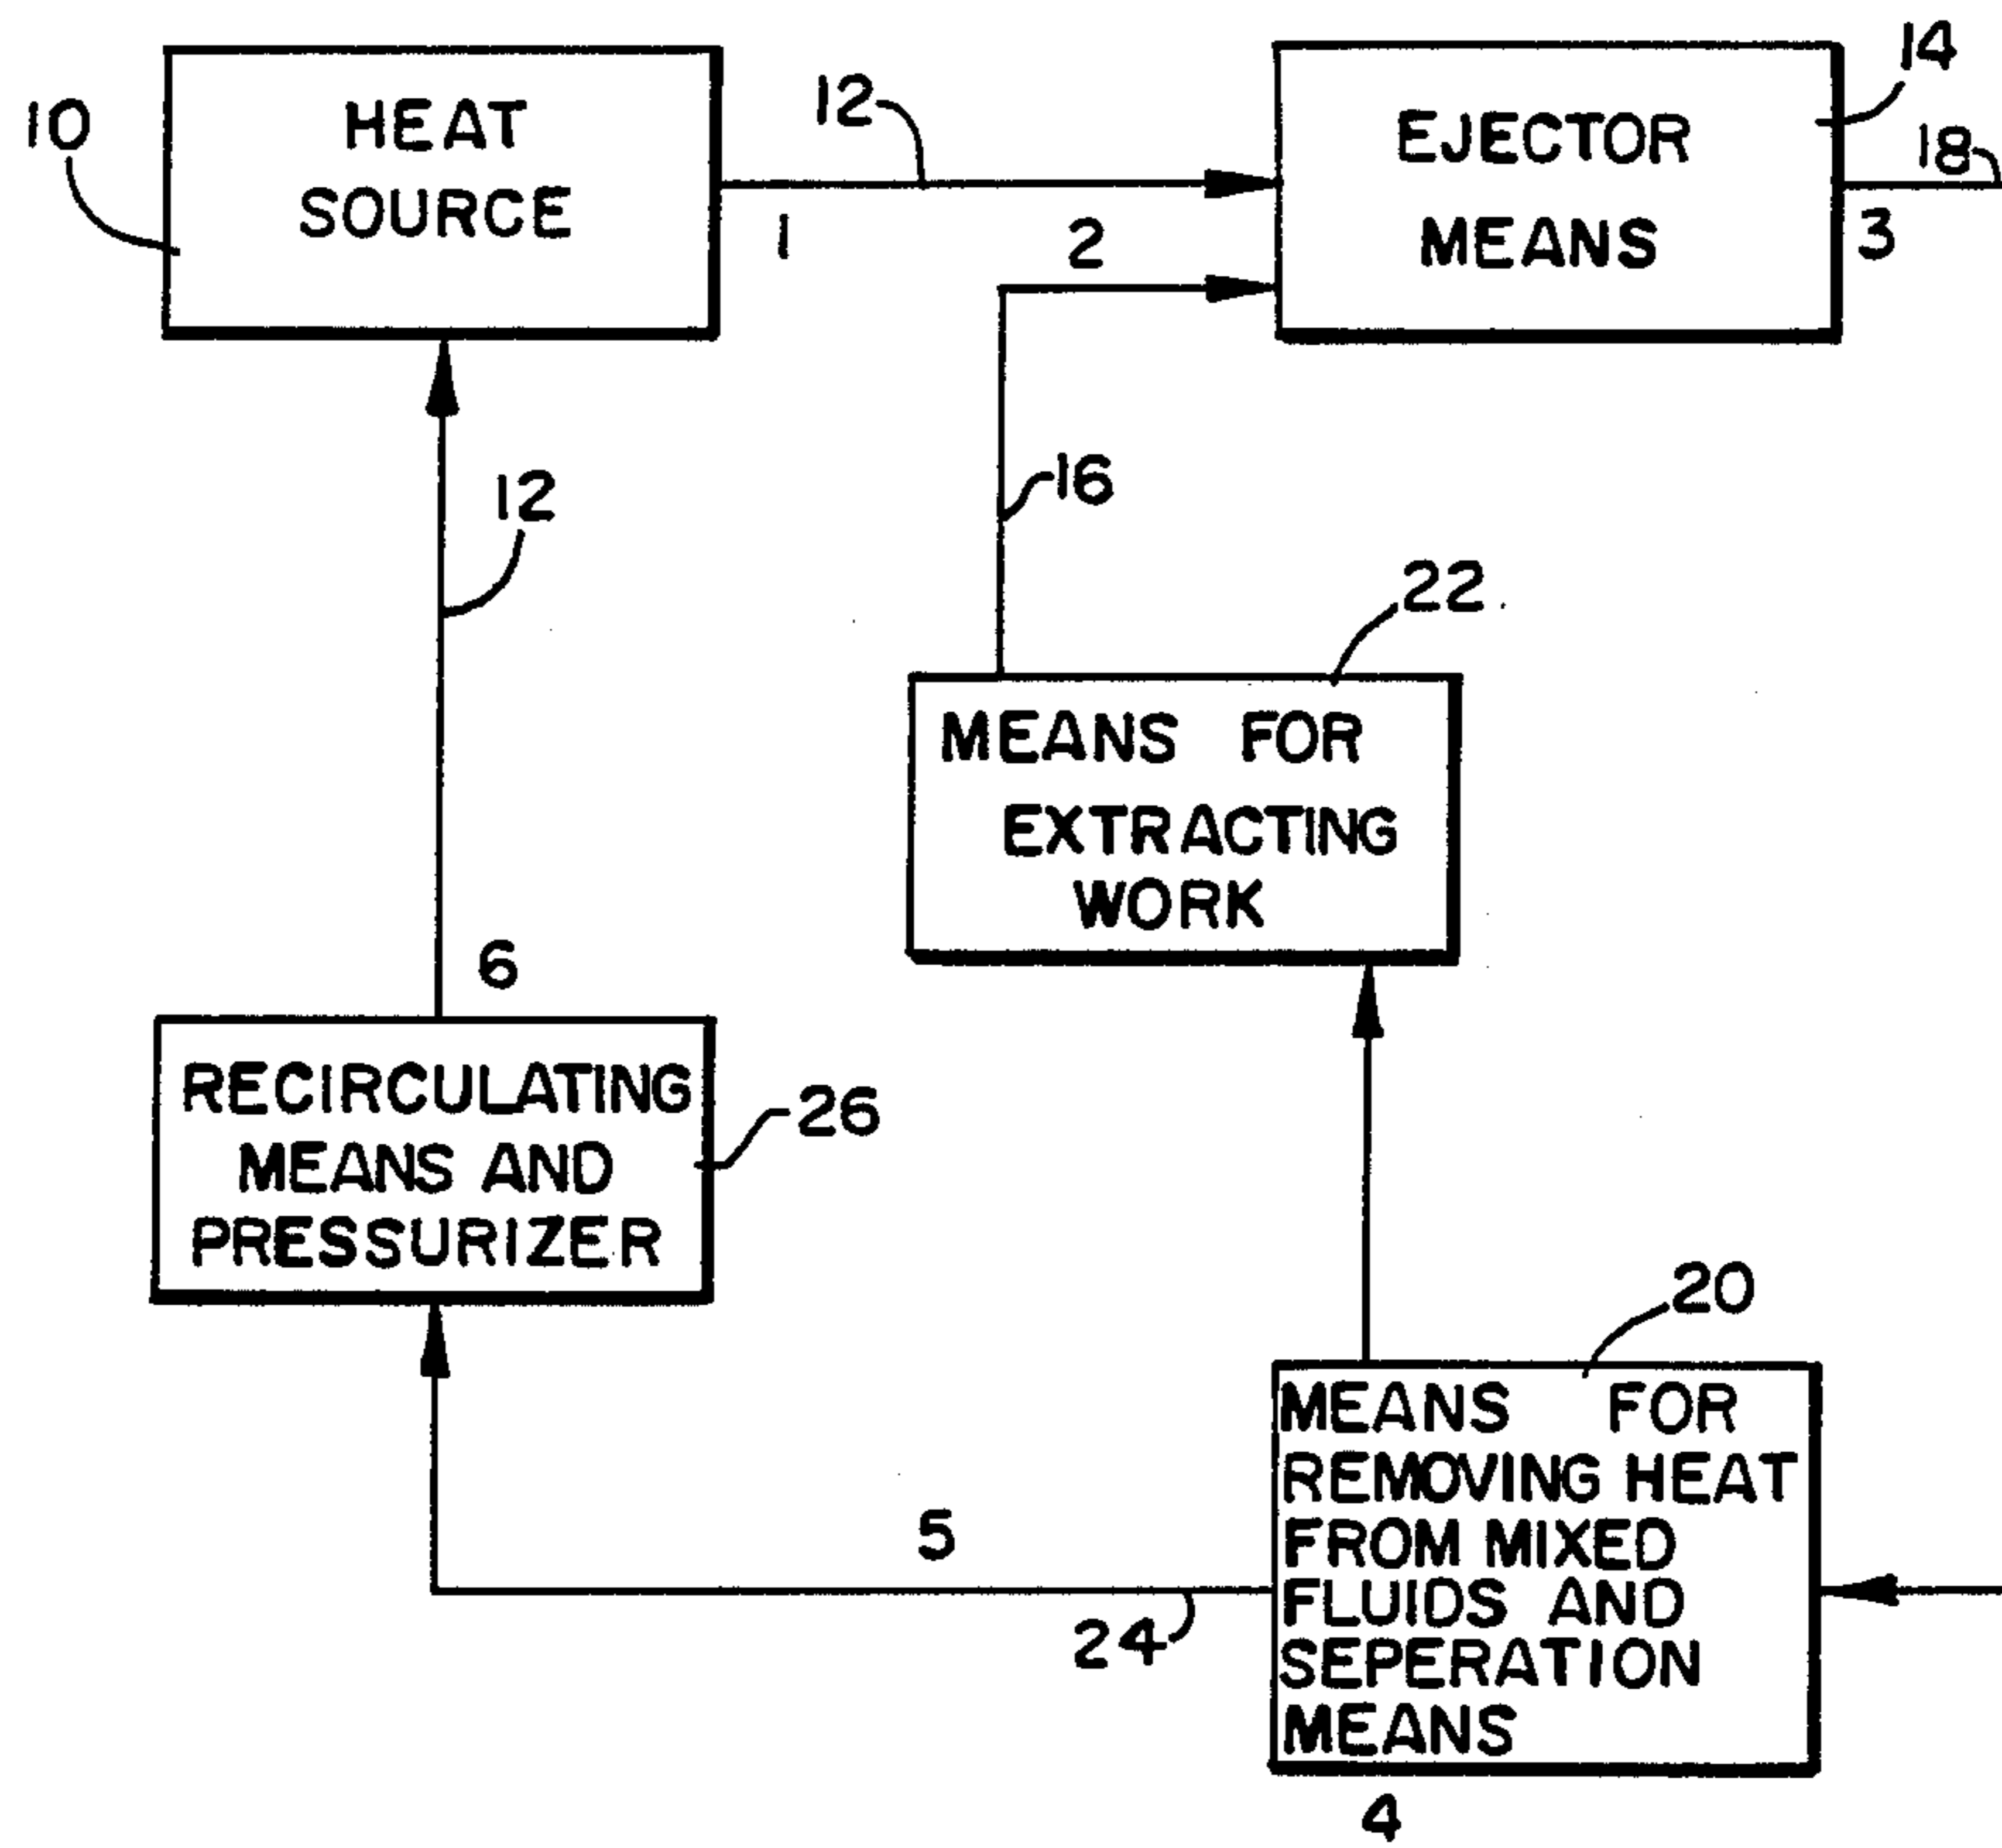 10
HEAT
SOURCE
12
1
2
EJECTOR
MEANS
14
18
3
12
16
22
MEANS FOR
EXTRACTING
WORK
6
RECIRCULATING
MEANS AND
PRESSURIZER
26
20
MEANS FOR
REMOVING HEAT
FROM MIXED
FLUIDS AND
SEPERATION
MEANS
5
24
4